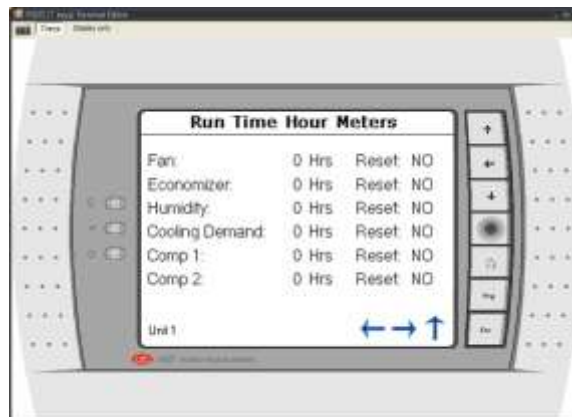 Run Time Hour Meters
Fan: 0 Hrs Reset: NO
Economizer: 0 Hrs Reset: NO
Humidity: 0 Hrs Reset: NO
Cooling Demand: 0 Hrs Reset: NO
Comp 1: 0 Hrs Reset: NO
Comp 2: 0 Hrs Reset: NO
Unit 1
Prg
Esc